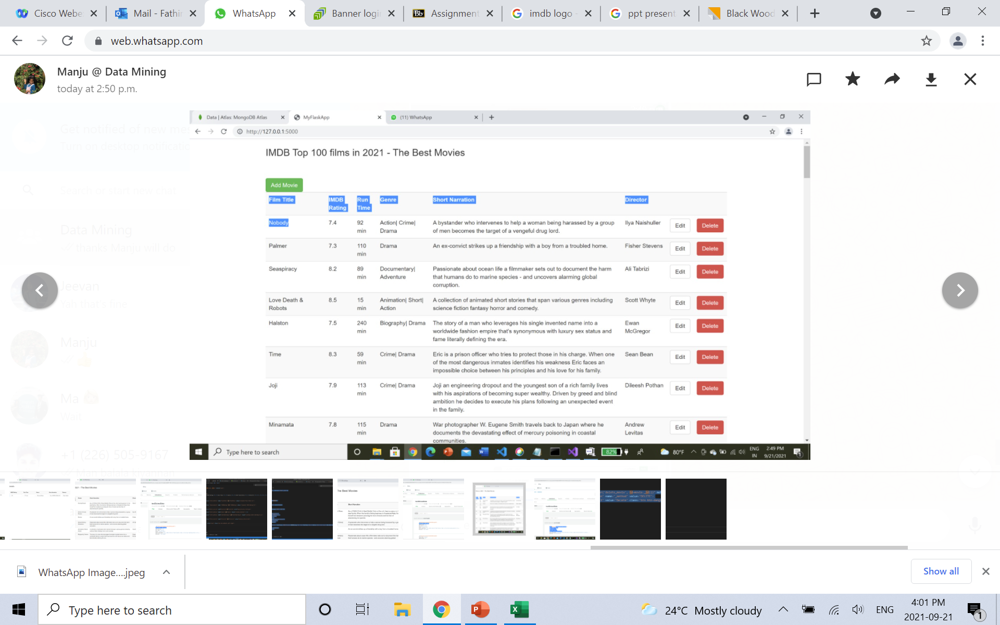 Cisco Webe
Mail - Fathir
WhatsApp
Banner login
Assignment
imdb logo -
ppt present
Black Wood
web.whatsapp.com
Manju @ Data Mining
today at 2:50 p.m.
Get notified of new mes
Turn on desktop notificatio
Search or start new chat
Data Mining
thanks Manju will do
Jeevan
Yah that's fine
Manju
Ma
Wait
+1 (226) 505-9167
Data | Atlas: MongoDB Atlas
MyFlaskApp
(11) WhatsApp
http://127.0.0.1:5000
IMDB Top 100 films in 2021 - The Best Movies
Add Movie
Film Title IMDB Rating Run Time Genre Short Narration Director
Nobody 7.4 92 min Action| Crime| Drama A bystander who intervenes to help a woman being harassed by a group
of men becomes the target of a vengeful drug lord. Ilya Naishuller Edit Delete
Palmer 7.3 110 min Drama An ex-convict strikes up a friendship with a boy from a troubled home. Fisher Stevens Edit Delete
Seaspiracy 8.2 89 min Documentary| Adventure Passionate about ocean life a filmmaker sets out to document the harm
that humans do to marine species - and uncovers alarming global
corruption. Ali Tabrizi Edit Delete
Love Death & Robots 8.5 15 min Animation| Short| Action A collection of animated short stories that span various genres including
science fiction fantasy horror and comedy. Scott Whyte Edit Delete
Halston 7.5 240 min Biography| Drama The story of a man who leverages his single invented name into a
worldwide fashion empire that's synonymous with luxury sex status and
fame literally defining the era. Ewan McGregor Edit Delete
Time 8.3 59 min Crime| Drama Eric is a prison officer who tries to protect those in his charge. When one
of the most dangerous inmates identifies his weakness Eric faces an
impossible choice between his principles and his love for his family. Sean Bean Edit Delete
Joji 7.9 113 min Crime| Drama Joji an engineering dropout and the youngest son of a rich family lives
with his aspirations of becoming super wealthy. Driven by greed and blind
ambition he decides to execute his plans following an unexpected event
in the family. Dileesh Pothan Edit Delete
Minamata 7.8 115 min Drama War photographer W. Eugene Smith travels back to Japan where he
documents the devastating effect of mercury poisoning in coastal
communities. Andrew Levitas Edit Delete
Type here to search
82%
80°F
ENG
IN
2:49 PM
9/21/2021
WhatsApp Image....jpeg
Show all
Type here to search
24°C Mostly cloudy
ENG
4:01 PM
2021-09-21
1